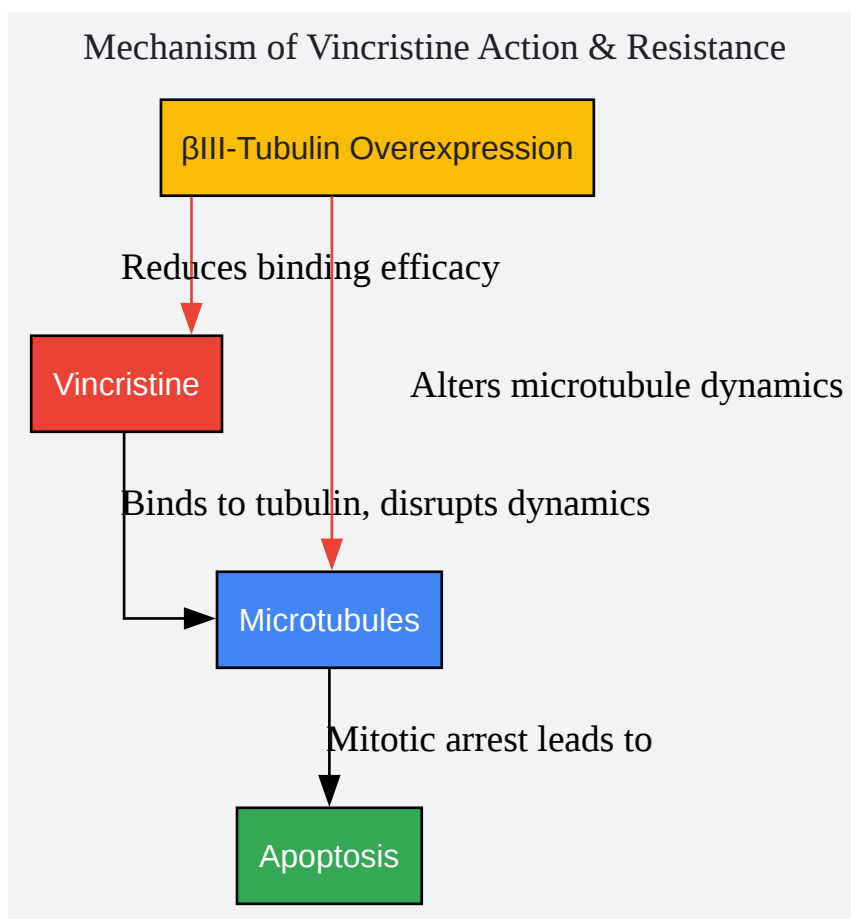 Mechanism of Vincristine Action & Resistance
βIII-Tubulin Overexpression
Reduces binding efficacy
Vincristine
Alters microtubule dynamics
Binds to tubulin, disrupts dynamics
Microtubules
Mitotic arrest leads to
Apoptosis